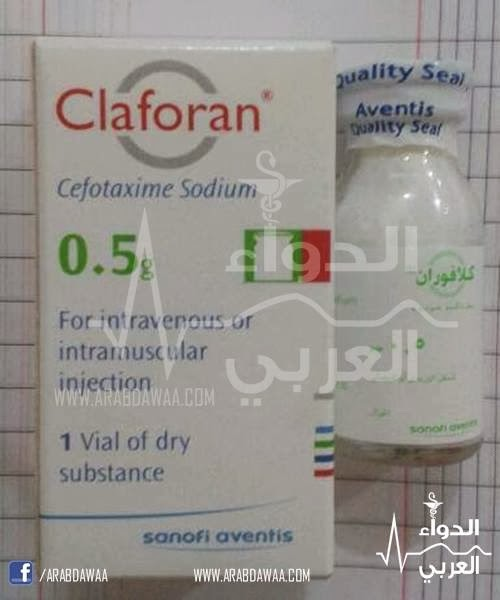 Claforan®
Cefotaxime Sodium
0.5g
For intravenous or
intramuscular
injection
1 Vial of dry
substance
sanofi aventis
Quality Seal
Aventis
Quality Seal
كلافوران
sanofi aventis
الدواء
العربي
WWW.ARABDAWAA.COM
f /ARABDAWAA
WWW.ARABDAWAA.COM
الدواء
العربي